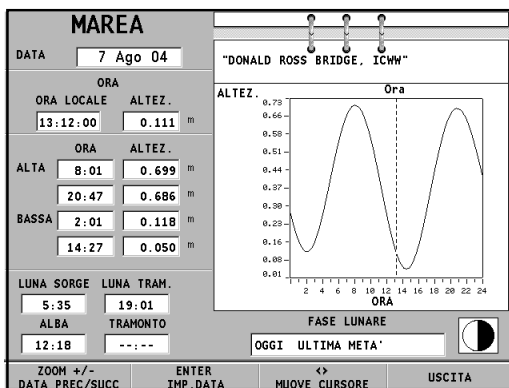 MAREA
DATA 7 Ago 04
ORA
ORA LOCALE ALTEZ.
13:12:00 0.111 m
ORA ALTEZ.
ALTA 8:01 0.699 m
20:47 0.686 m
BASSA 2:01 0.118 m
14:27 0.050 m
LUNA SORGE LUNA TRAM.
5:35 19:01
ALBA TRAMONTO
12:18 --:--
"DONALD ROSS BRIDGE, ICWW"
ALTEZ. Ora
0.73
0.66
0.58
0.51
0.44
0.37
0.30
0.23
0.16
0.08
0.01
2 4 6 8 10 12 14 16 18 20 22 24
ORA
FASE LUNARE
OGGI ULTIMA META'
ZOOM +/- ENTER <> USCITA
DATA PREC/SUCC IMP.DATA MUOVE CURSORE